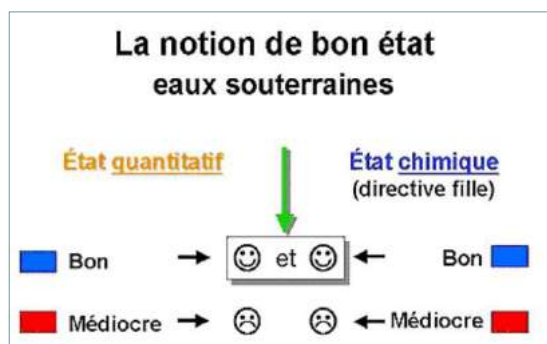 La notion de bon état
eaux souterraines
État quantitatif
État chimique
(directive fille)
Bon et Bon
Médiocre Médiocre